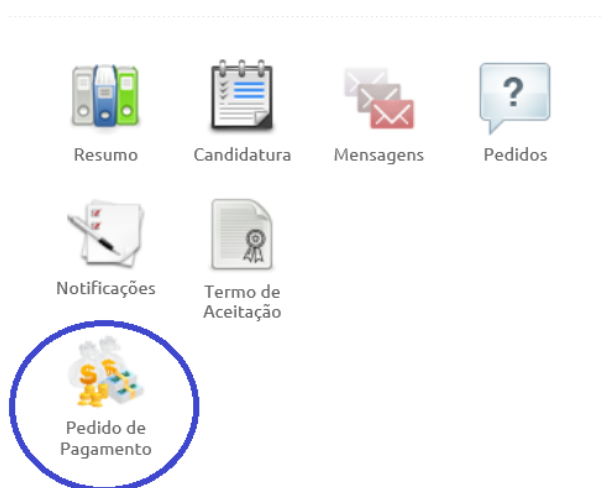 Resumo
Candidatura
Mensagens
?
Pedidos
Notificações
Termo de
Aceitação
$ $
Pedido de
Pagamento